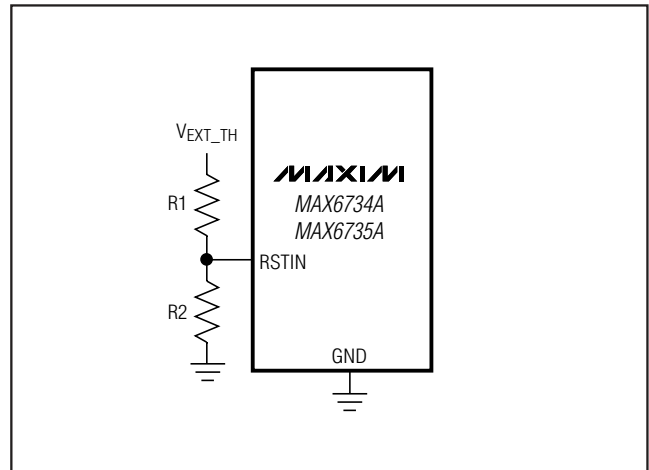 VEXT_TH
R1
MAXIM
MAX6734A
MAX6735A
RSTIN
R2
GND